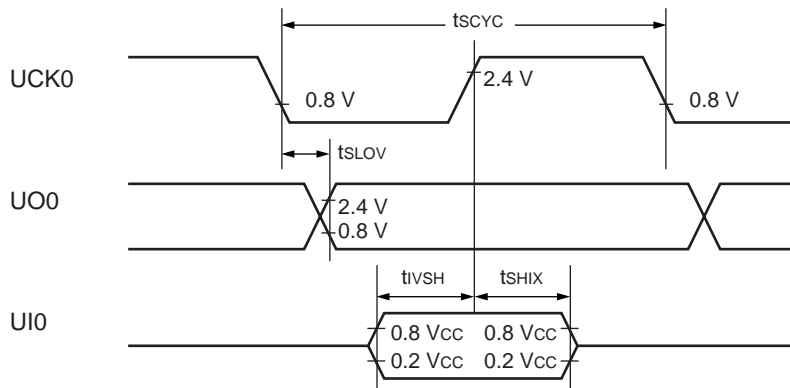 tSCYC
UCK0
2.4 V
0.8 V
0.8 V
tSLOV
UO0
2.4 V
0.8 V
tIVSH
tSHIX
UI0
0.8 VCC
0.8 VCC
0.2 VCC
0.2 VCC